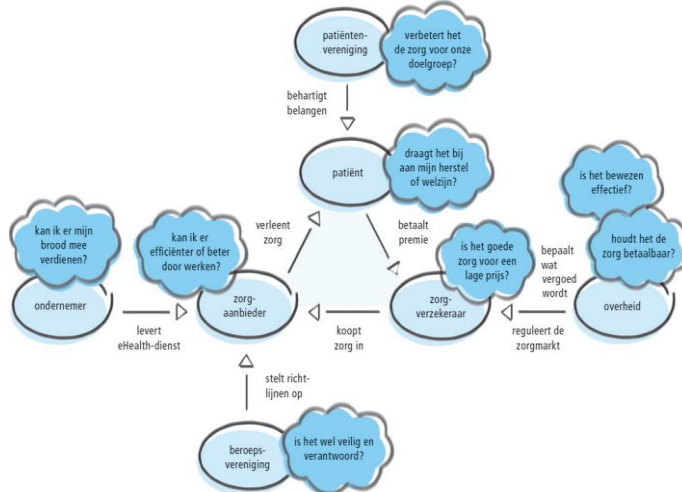 patiënten-
vereniging
verbetert het
de zorg voor onze
doelgroep?
behartigt
belangen
patiënt
draagt het bij
aan mijn herstel
of welzijn?
is het bewezen
effectief?
kan ik er mijn
brood mee
verdienen?
kan ik er
efficiënter of beter
door werken?
verleent
zorg
betaalt
premie
is het goede
zorg voor een
lage prijs?
bepaalt
wat
vergoed
wordt
houdt het de
zorg betaalbaar?
ondernemer
levert
eHealth-dienst
zorg-
aanbieder
koopt
zorg in
zorg-
verzekeraar
reguleert de
zorgmarkt
overheid
stelt richt-
lijnen op
beroeps-
vereniging
is het wel veilig en
verantwoord?